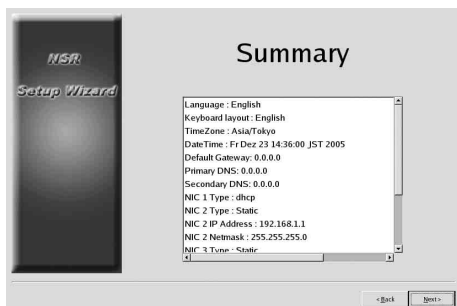 NSR
Setup Wizard
Summary
Language : English
Keyboard layout : English
TimeZone : Asia/Tokyo
DateTime : Fr Dez 23 14:36:00 JST 2005
Default Gateway: 0.0.0.0
Primary DNS: 0.0.0.0
Secondary DNS: 0.0.0.0
NIC 1 Type : dhcp
NIC 2 Type : Static
NIC 2 IP Address : 192.168.1.1
NIC 2 Netmask : 255.255.255.0
NIC 3 Type : Static
< Back
Next >